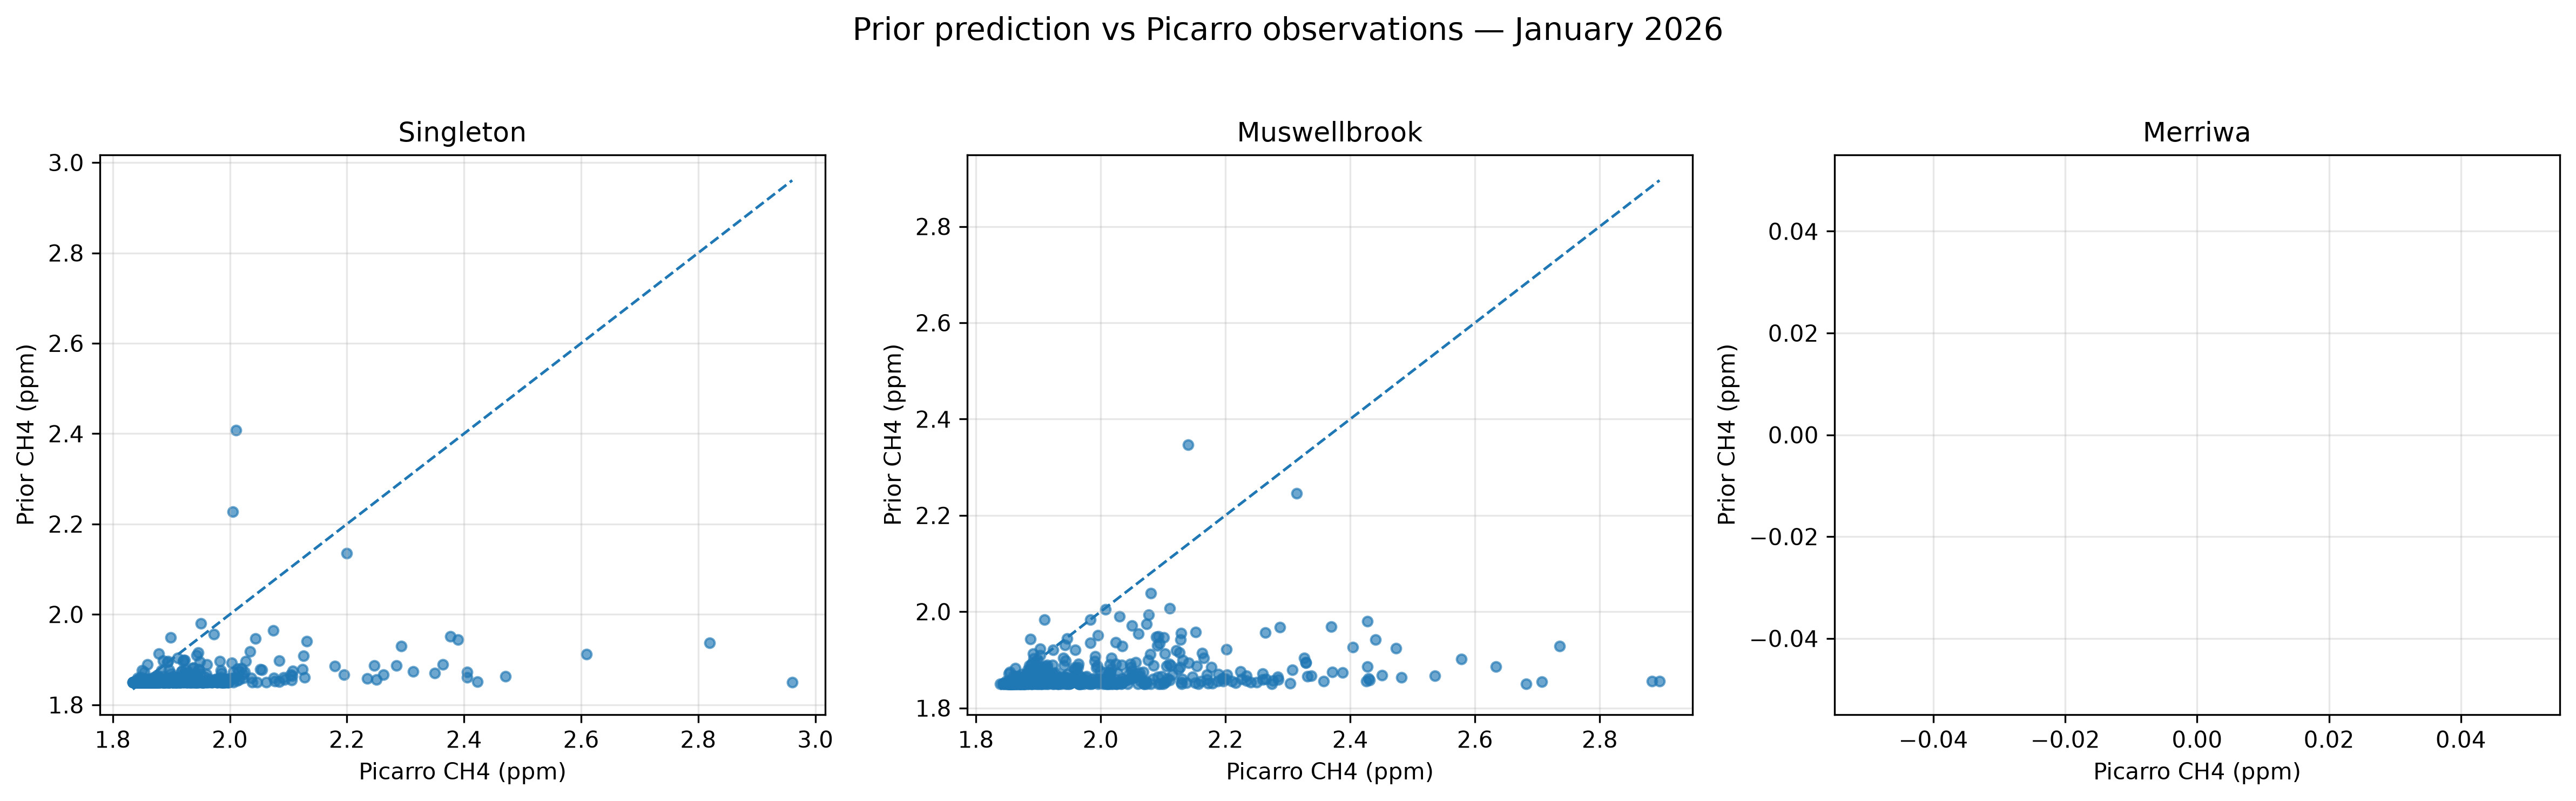 Prior prediction vs Picarro observations — January 2026
Singleton
Prior CH4 (ppm)
3.0
2.8
2.6
2.4
2.2
2.0
1.8
1.8 2.0 2.2 2.4 2.6 2.8 3.0
Picarro CH4 (ppm)
Muswellbrook
Prior CH4 (ppm)
2.8
2.6
2.4
2.2
2.0
1.8
1.8 2.0 2.2 2.4 2.6 2.8
Picarro CH4 (ppm)
Merriwa
Prior CH4 (ppm)
0.04
0.02
0.00
−0.02
−0.04
−0.04 −0.02 0.00 0.02 0.04
Picarro CH4 (ppm)